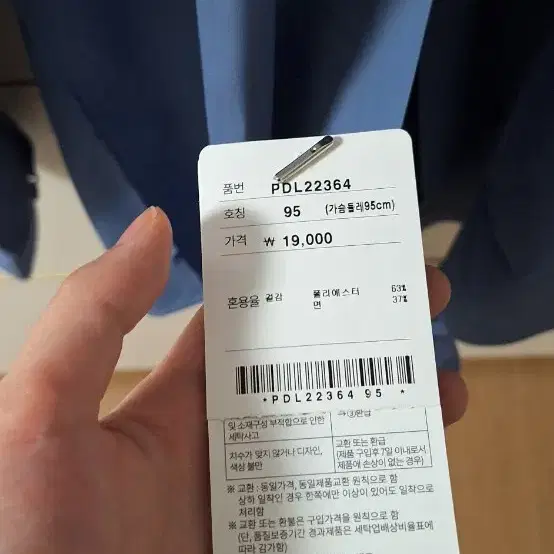 품번 PDL22364
호칭 95 (가슴둘레95cm)
가격 ₩ 19,000
혼용율 겉감 폴리에스터 63%
면 37%
*PDL22364 95 *
및 소재구성 부적합으로 인한
세탁사고
환급
치수가 맞지 않거나 디자인,
색상 불만
교환 또는 환급
(제품 구입후 7일 이내로서
제품에 손상이 없는 경우)
※ 교환 : 동일가격, 동일제품교환 원칙으로 함
상하 일착인 경우 한쪽에만 이상이 있어도 일착으로
처리함
※ 교환 또는 환불은 구입가격을 원칙으로 함
(단, 품질보증기간 경과제품은 세탁업배상비율표에
따라 감가함)